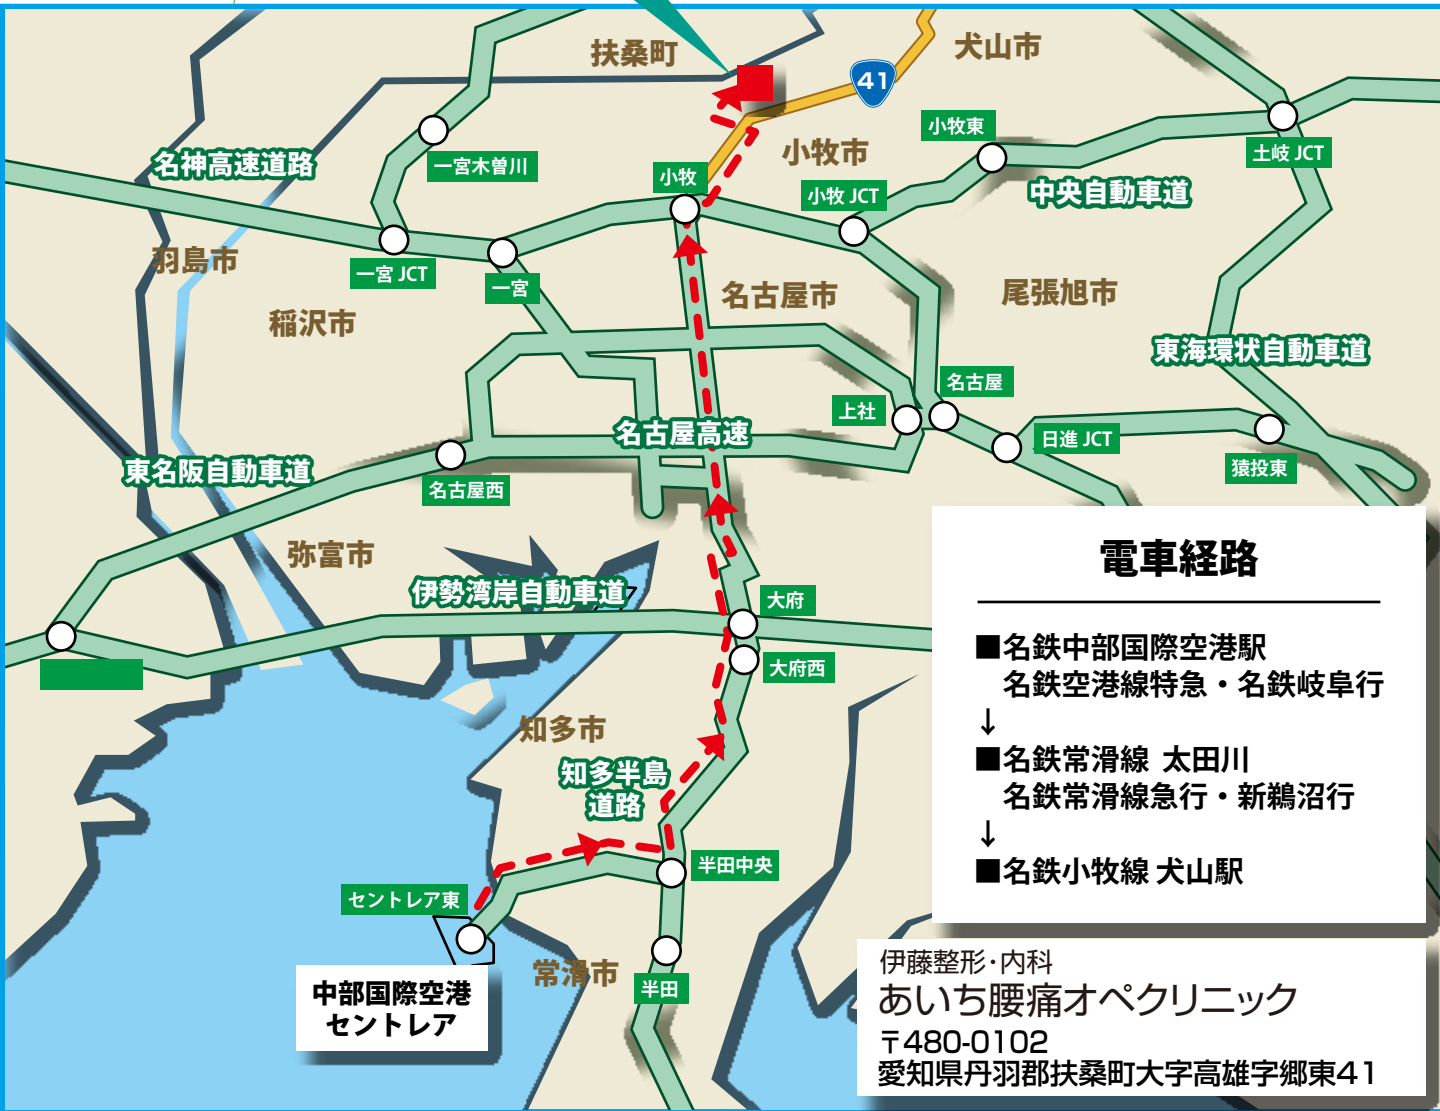 扶桑町
犬山市
41
小牧東
名神高速道路
一宮木曽川
小牧市
土岐 JCT
小牧
小牧 JCT
中央自動車道
羽島市
一宮 JCT
一宮
名古屋市
尾張旭市
稲沢市
東海環状自動車道
名古屋
上社
名古屋高速
日進 JCT
東名阪自動車道
名古屋西
猿投東
弥富市
伊勢湾岸自動車道
大府
大府西
知多市
知多半島
道路
半田中央
セントレア東
常滑市
半田
中部国際空港
セントレア
電車経路
■名鉄中部国際空港駅
名鉄空港線特急・名鉄岐阜行
↓
■名鉄常滑線 太田川
名鉄常滑線急行・新鵜沼行
↓
■名鉄小牧線 犬山駅
伊藤整形･内科
あいち腰痛オペクリニック
〒480-0102
愛知県丹羽郡扶桑町大字高雄字郷東41